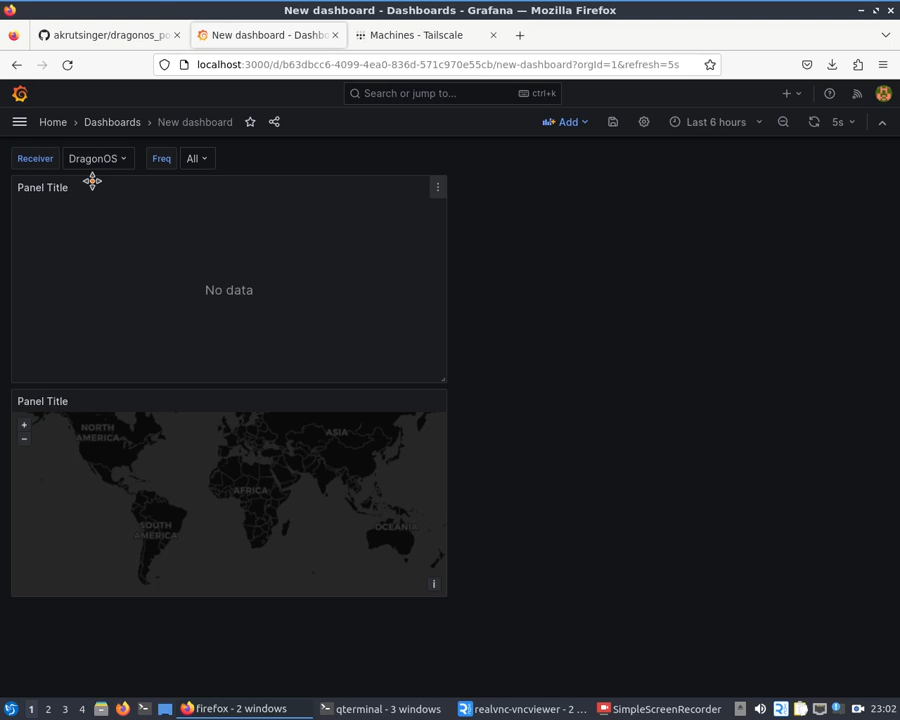 New dashboard - Dashboards - Grafana — Mozilla Firefox
akrutsinger/dragonos_po
New dashboard - Dashbo
Machines - Tailscale
localhost:3000/d/b63dbcc6-4099-4ea0-836d-571c970e55cb/new-dashboard?orgId=1&refresh=5s
Search or jump to...
ctrl+k
Home › Dashboards › New dashboard
Add
Last 6 hours
5s
Receiver
DragonOS
Freq
All
Panel Title
No data
Panel Title
+
−
NORTH AMERICA
ASIA
AFRICA
SOUTH AMERICA
OCEANIA
i
1 2 3 4
firefox - 2 windows
qterminal - 3 windows
realvnc-vncviewer - 2 ...
SimpleScreenRecorder
23:02